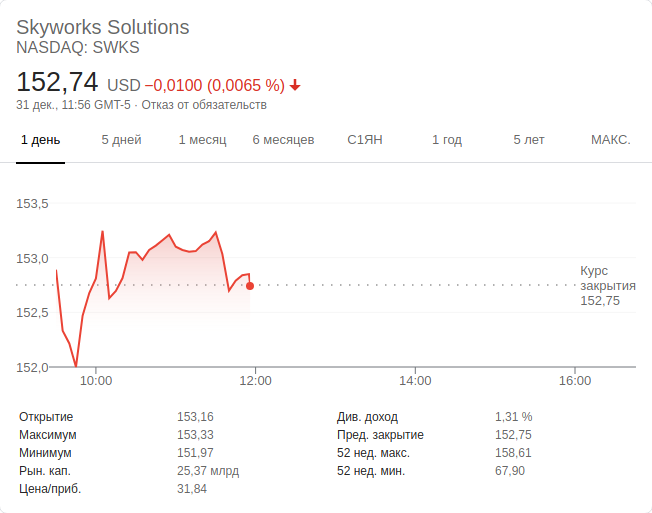 Skyworks Solutions
NASDAQ: SWKS
152,74 USD −0,0100 (0,0065 %)
31 дек., 11:56 GMT-5 · Отказ от обязательств
1 день 5 дней 1 месяц 6 месяцев С1ЯН 1 год 5 лет МАКС.
153,5
153,0
Курс
закрытия
152,75
152,5
152,0
10:00 12:00 14:00 16:00
Открытие 153,16 Див. доход 1,31 %
Максимум 153,33 Пред. закрытие 152,75
Минимум 151,97 52 нед. макс. 158,61
Рын. кап. 25,37 млрд 52 нед. мин. 67,90
Цена/приб. 31,84